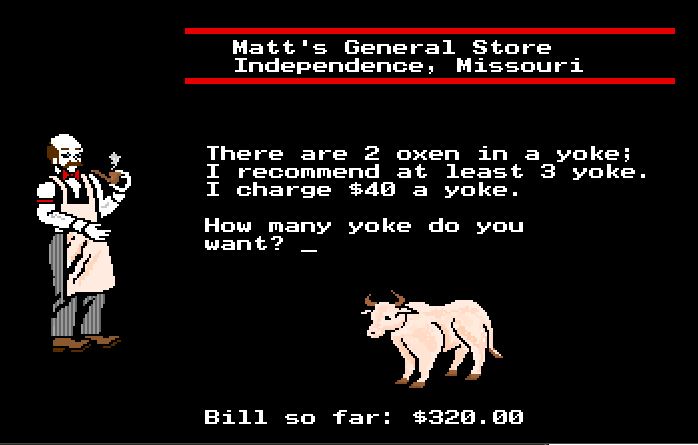 Matt's General Store
Independence, Missouri
There are 2 oxen in a yoke;
I recommend at least 3 yoke.
I charge $40 a yoke.
How many yoke do you
want? _
Bill so far: $320.00